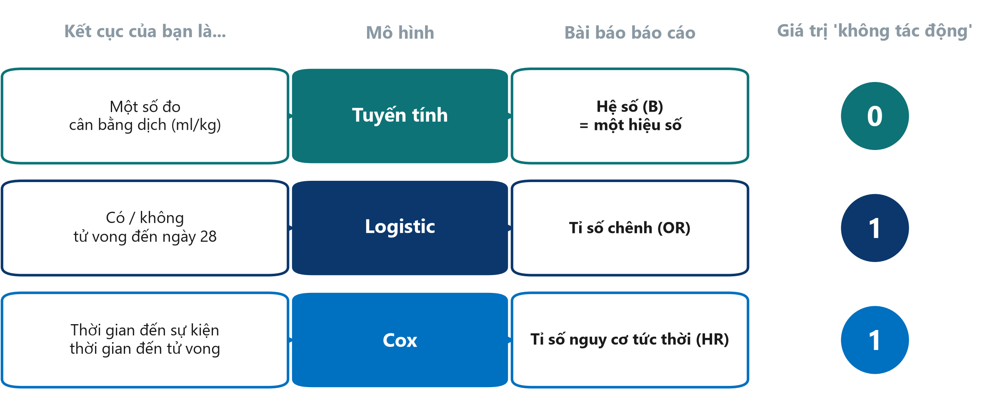 Kết cục của bạn là...
Mô hình
Bài báo báo cáo
Giá trị 'không tác động'
Một số đo
cân bằng dịch (ml/kg)
Tuyến tính
Hệ số (B)
= một hiệu số
0
Có / không
tử vong đến ngày 28
Logistic
Tỉ số chênh (OR)
1
Thời gian đến sự kiện
thời gian đến tử vong
Cox
Tỉ số nguy cơ tức thời (HR)
1